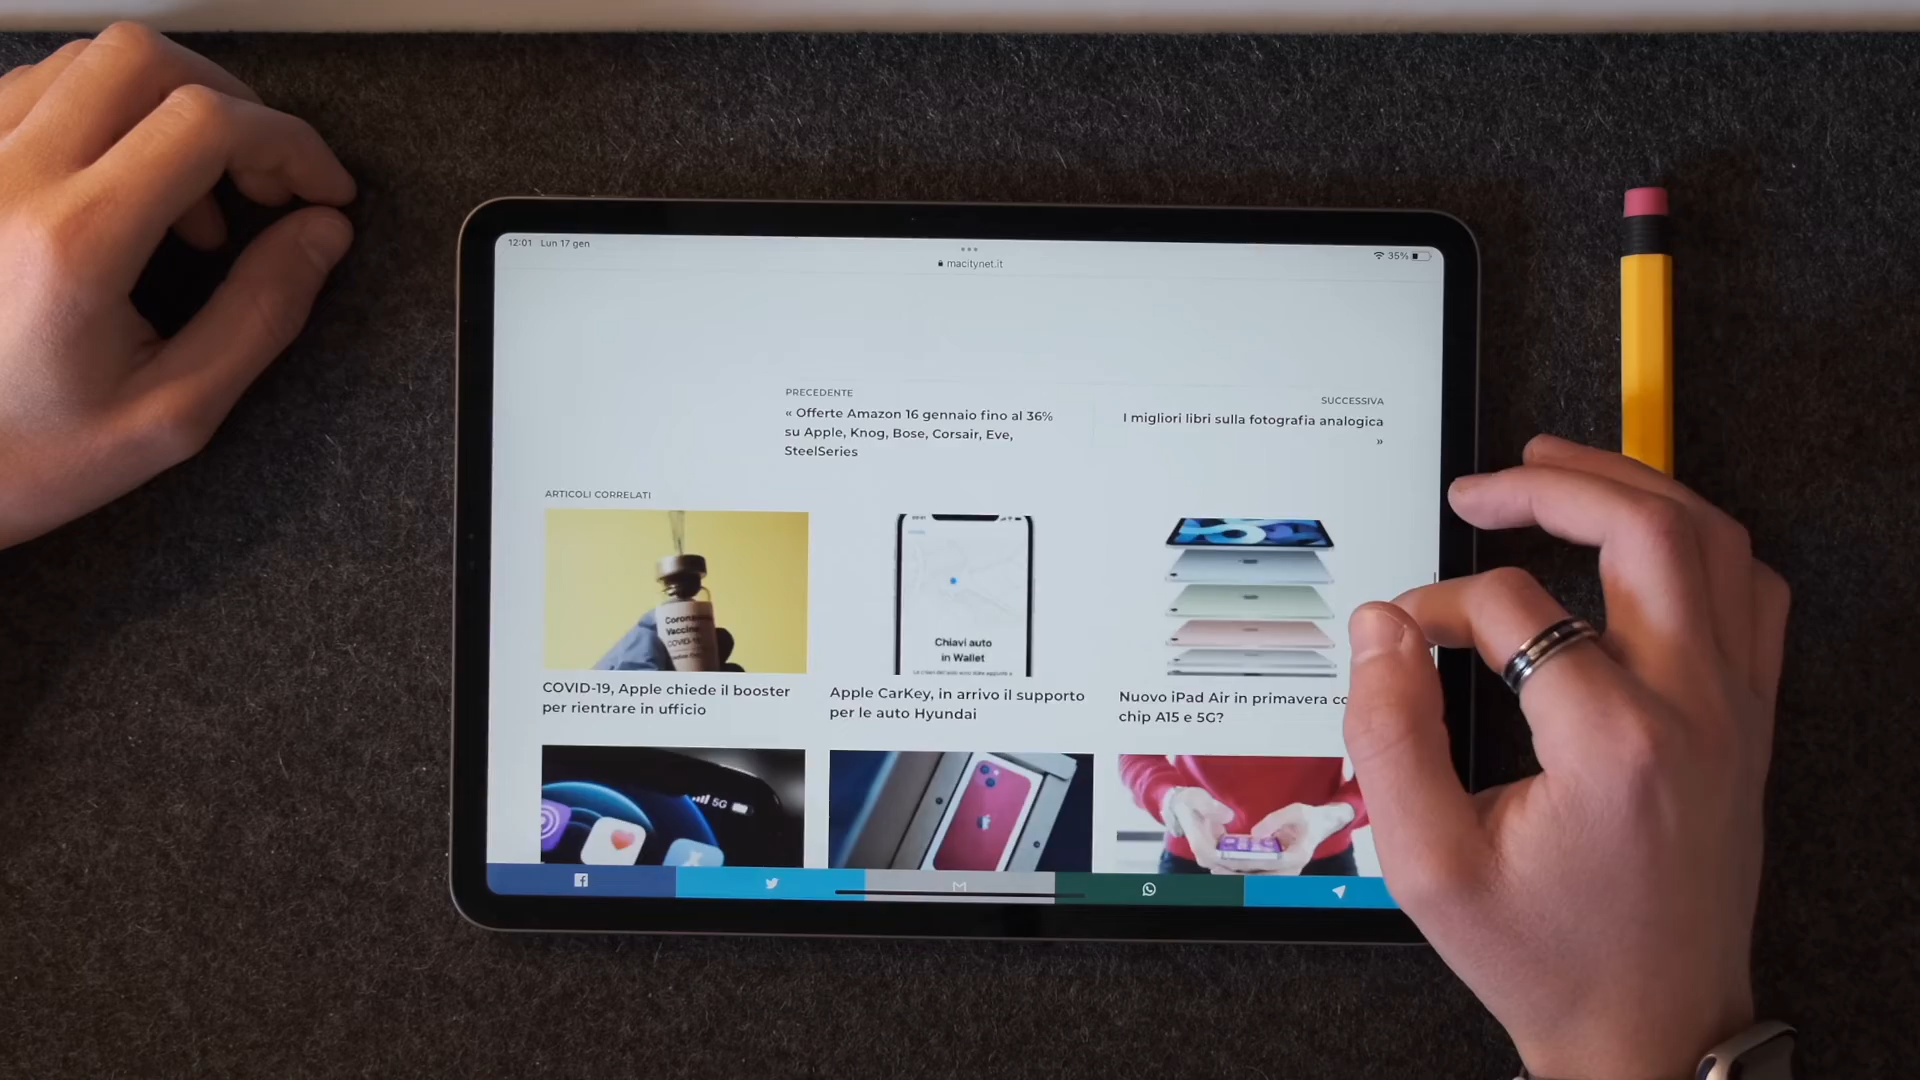 12:01 Lun 17 gen
35%
macitynet.it
PRECEDENTE
« Offerte Amazon 16 gennaio fino al 36%
su Apple, Knog, Bose, Corsair, Eve,
SteelSeries
SUCCESSIVA
I migliori libri sulla fotografia analogica
»
ARTICOLI CORRELATI
Vaccine
COVID-19
Chiavi auto
in Wallet
COVID-19, Apple chiede il booster
per rientrare in ufficio
Apple CarKey, in arrivo il supporto
per le auto Hyundai
Nuovo iPad Air in primavera
chip A15 e 5G?
5G